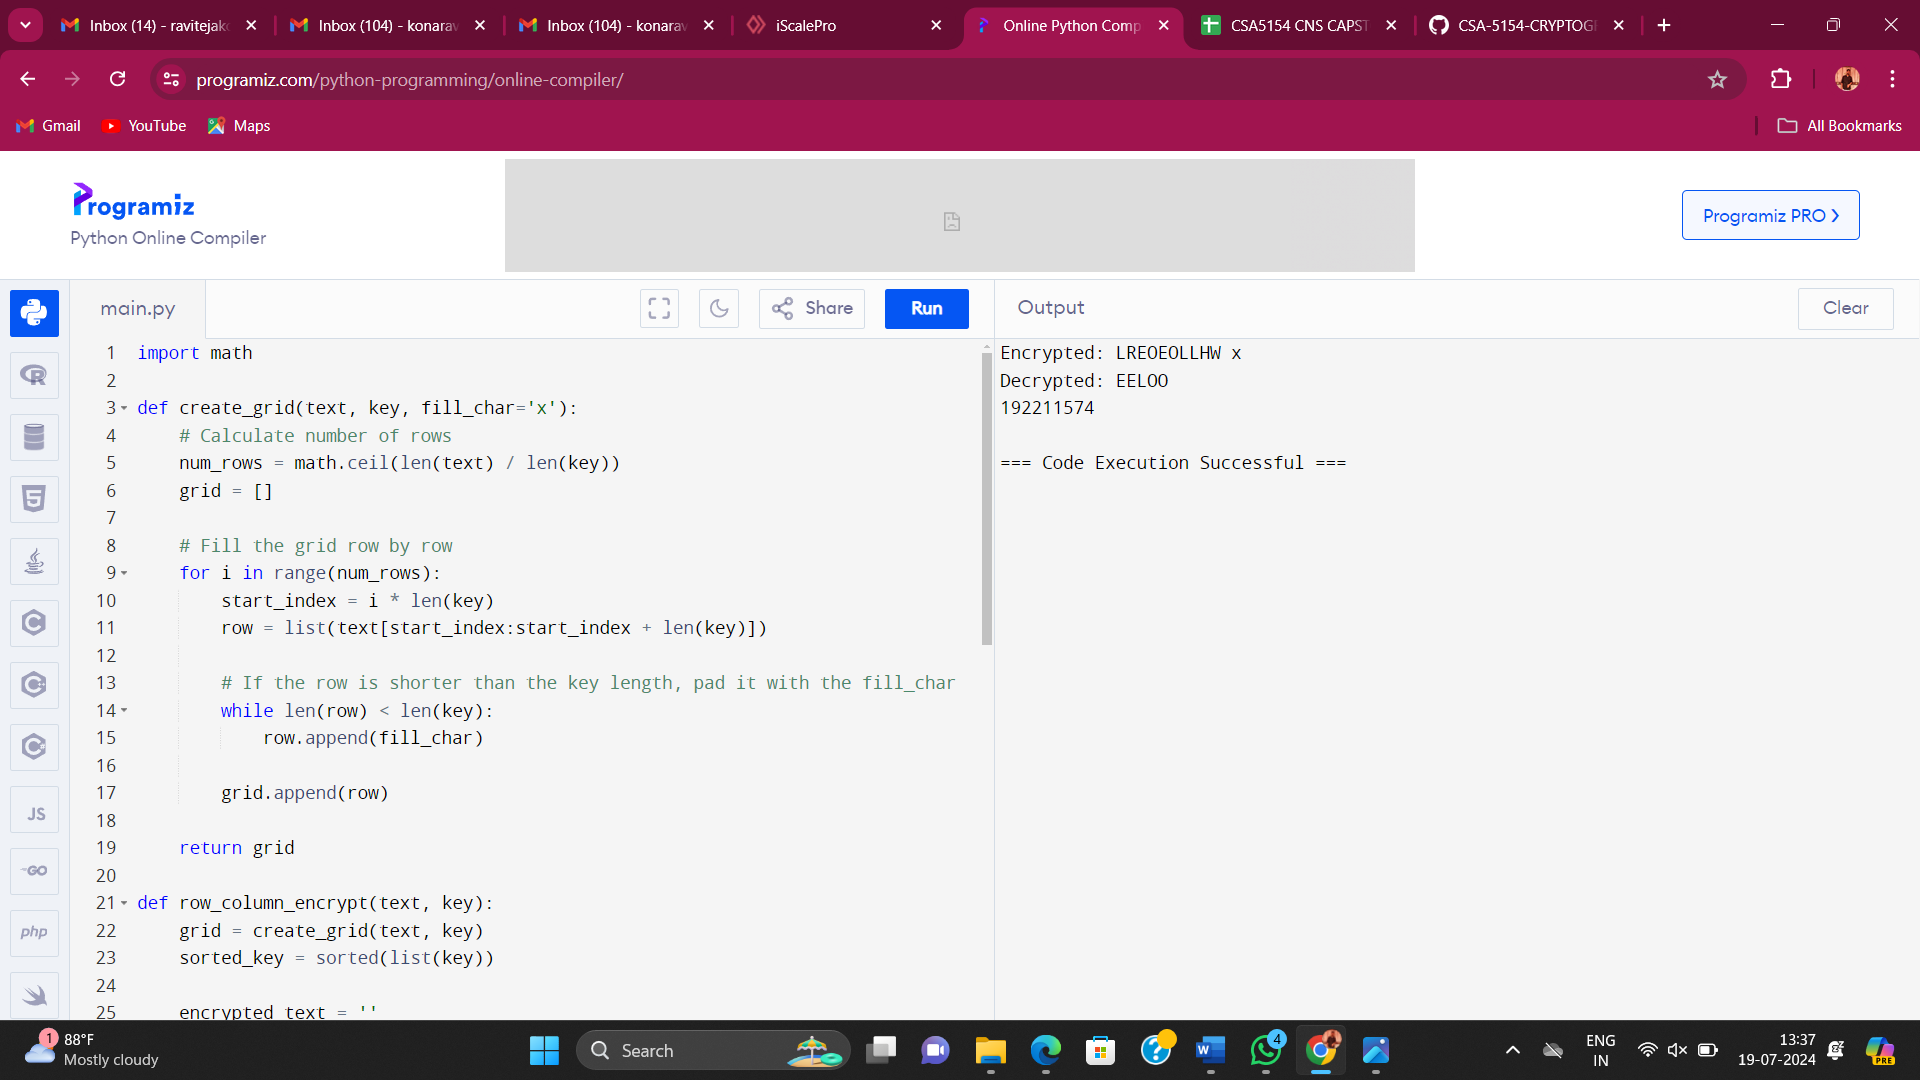 Inbox (14) - ravitejak
Inbox (104) - konarav
Inbox (104) - konarav
iScalePro
Online Python Comp
CSA5154 CNS CAPST
CSA-5154-CRYPTOG
programiz.com/python-programming/online-compiler/
Gmail
YouTube
Maps
All Bookmarks
Programiz
Python Online Compiler
Programiz PRO
main.py
Share
Run
Output
Clear
1 import math
2
3 def create_grid(text, key, fill_char='x'):
4 # Calculate number of rows
5 num_rows = math.ceil(len(text) / len(key))
6 grid = []
7
8 # Fill the grid row by row
9 for i in range(num_rows):
10 start_index = i * len(key)
11 row = list(text[start_index:start_index + len(key)])
12
13 # If the row is shorter than the key length, pad it with the fill_char
14 while len(row) < len(key):
15 row.append(fill_char)
16
17 grid.append(row)
18
19 return grid
20
21 def row_column_encrypt(text, key):
22 grid = create_grid(text, key)
23 sorted_key = sorted(list(key))
24
25 encrypted_text = ''
Encrypted: LREOEOLLHW x
Decrypted: EELOO
192211574
=== Code Execution Successful ===
JS
GO
php
1
88°F
Mostly cloudy
Search
4
ENG
IN
13:37
19-07-2024
PRE